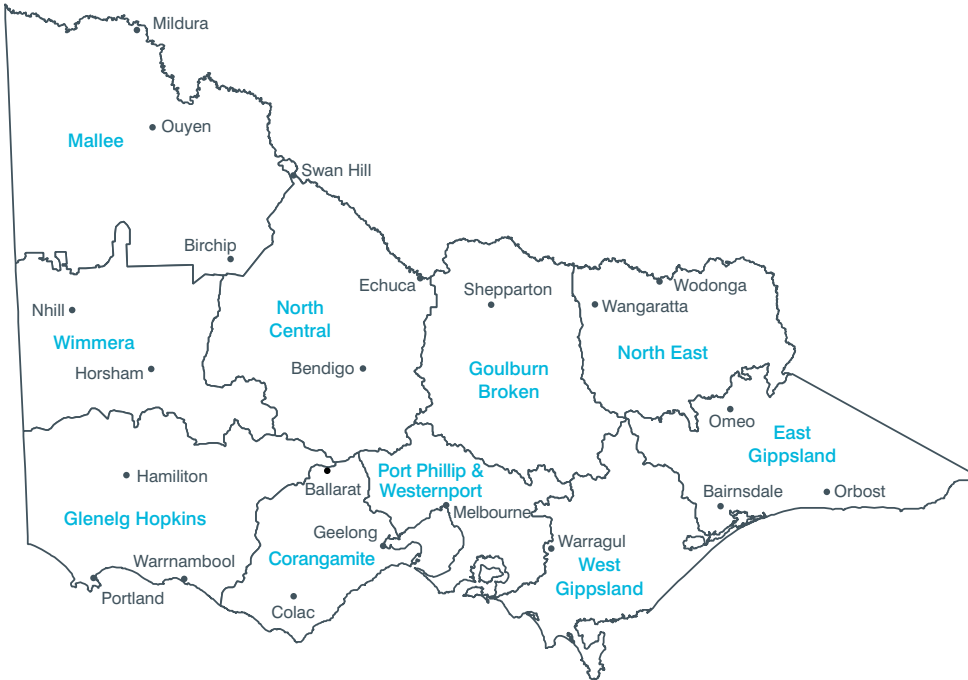 Mildura
Ouyen
Mallee
Swan Hill
Birchip
Echuca
Shepparton
Wodonga
Wangaratta
Nhill
North
Central
Wimmera
North East
Horsham
Bendigo
Goulburn
Broken
Omeo
East
Gippsland
Port Phillip &
Westernport
Hamiliton
Ballarat
Bairnsdale
Orbost
Melbourne
Glenelg Hopkins
Geelong
Corangamite
Warragul
West
Gippsland
Warrnambool
Portland
Colac